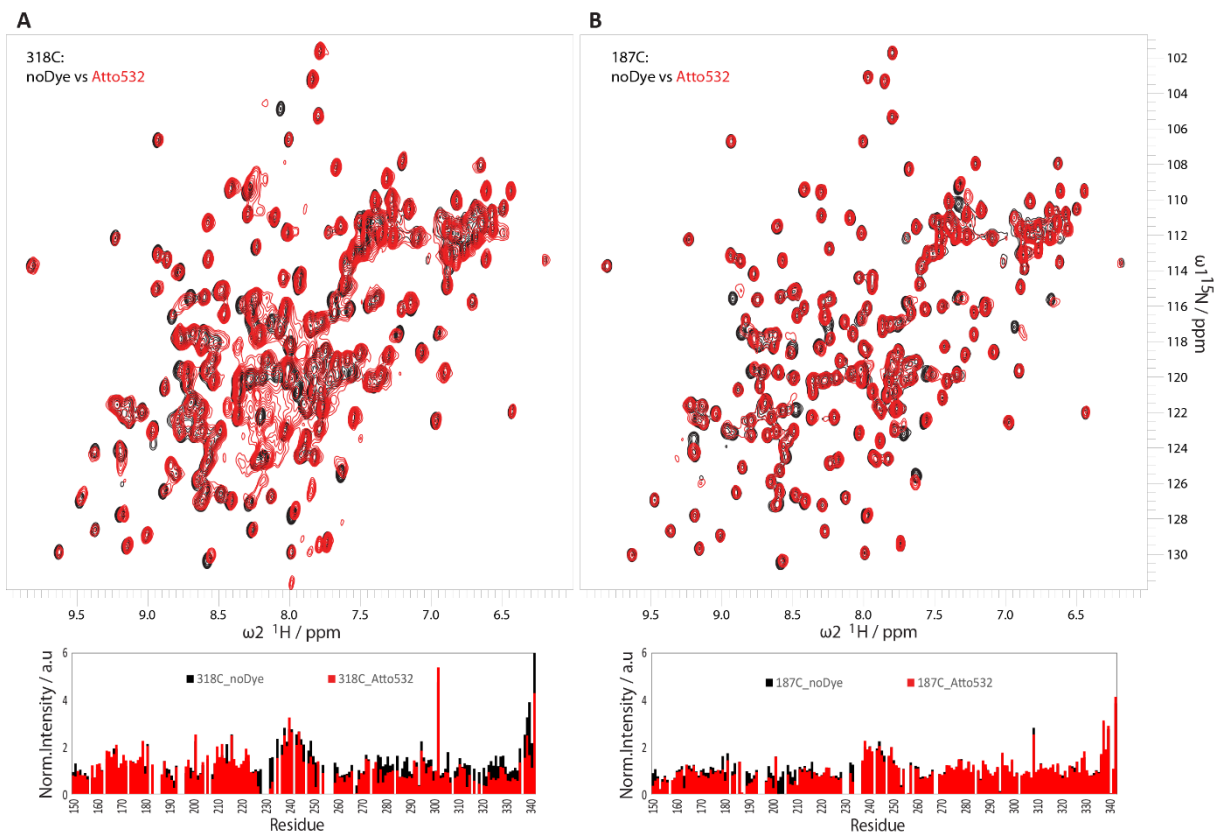 A
B
318C:
noDye vs Atto532
187C:
noDye vs Atto532
102
104
106
108
110
112
114
116
118
120
122
124
126
128
130
ω1 ¹⁵N / ppm
9.5 9.0 8.5 8.0 7.5 7.0 6.5
ω2 ¹H / ppm
9.5 9.0 8.5 8.0 7.5 7.0 6.5
ω2 ¹H / ppm
Norm.Intensity / a.u
6
4
2
0
318C_noDye 318C_Atto532
150 160 170 180 190 200 210 220 230 240 250 260 270 280 290 300 310 320 330 340
Residue
Norm.Intensity / a.u
6
4
2
0
187C_noDye 187C_Atto532
150 160 170 180 190 200 210 220 230 240 250 260 270 280 290 300 310 320 330 340
Residue